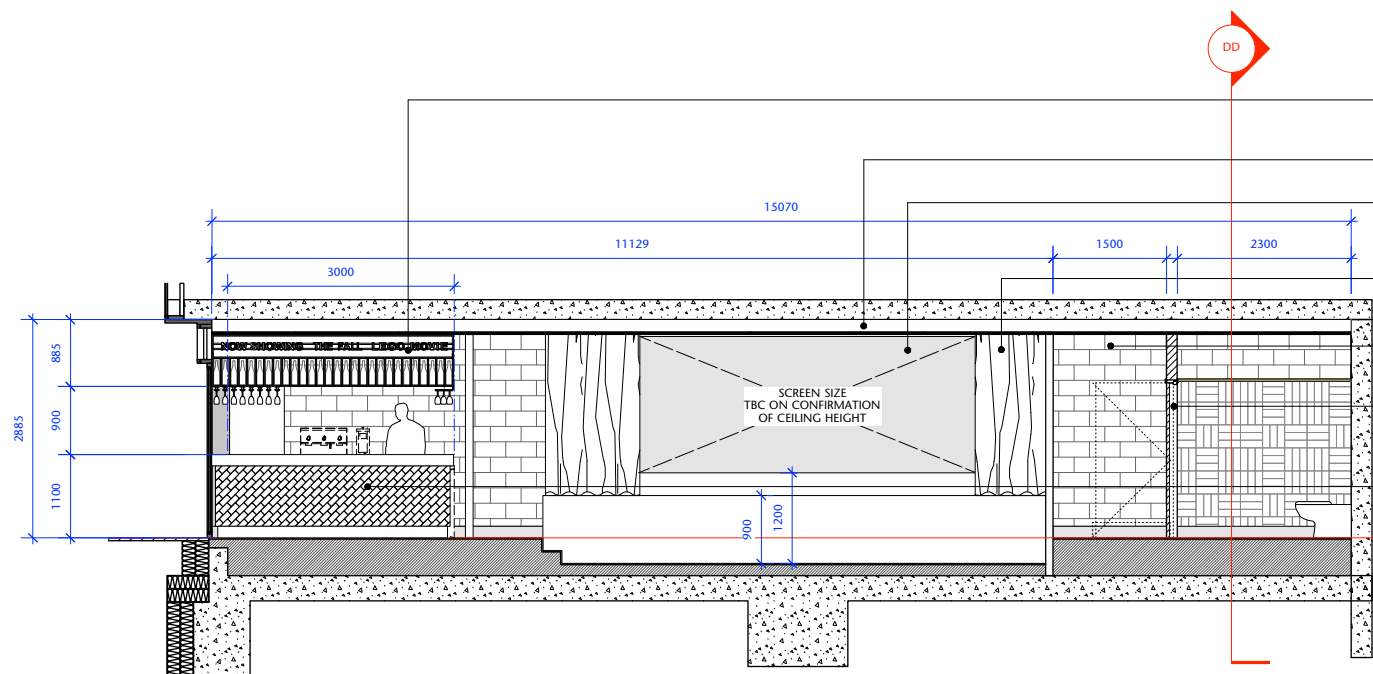 DD
15070
11129
1500
2300
3000
885
900
2885
1100
NOW SHOWING THE FALL LEGO MOVIE
SCREEN SIZE
TBC ON CONFIRMATION
OF CEILING HEIGHT
900
1200